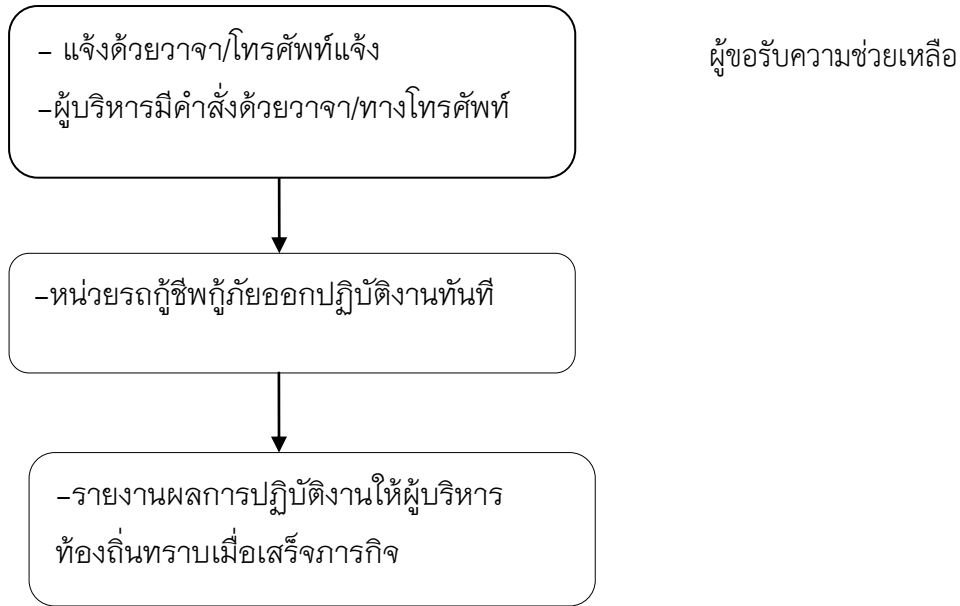 - แจ้งด้วยวาจา/โทรศัพท์แจ้ง
ผู้ขอรับความช่วยเหลือ
-ผู้บริหารมีคำสั่งด้วยวาจา/ทางโทรศัพท์
-หน่วยรถกู้ชีพกู้ภัยออกปฏิบัติงานทันที
-รายงานผลการปฏิบัติงานให้ผู้บริหาร
ท้องถิ่นทราบเมื่อเสร็จภารกิจ